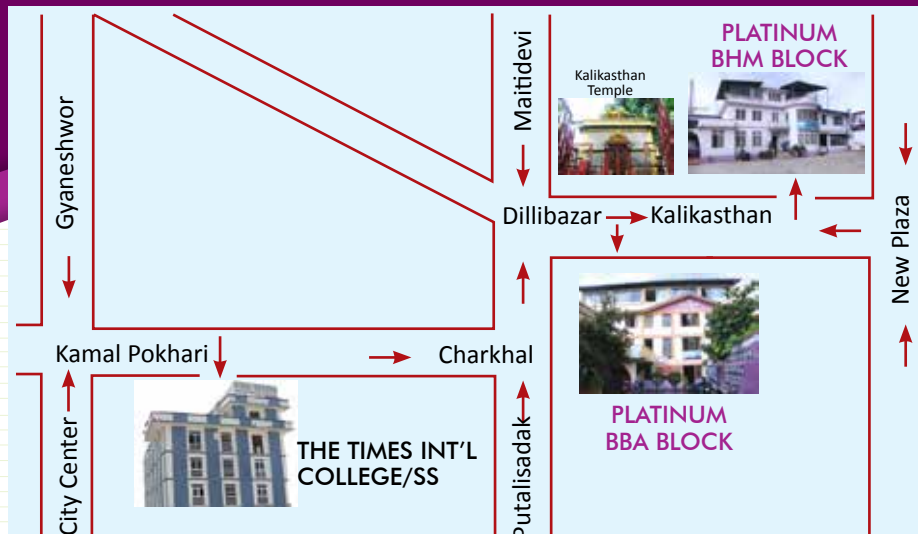 PLATINUM
BHM BLOCK
Kalikasthan
Temple
Maitidevi
Gyaneshwor
Dillibazar
Kalikasthan
New Plaza
Kamal Pokhari
Charkhal
THE TIMES INT'L
COLLEGE/SS
PLATINUM
BBA BLOCK
City Center
Putalisadak